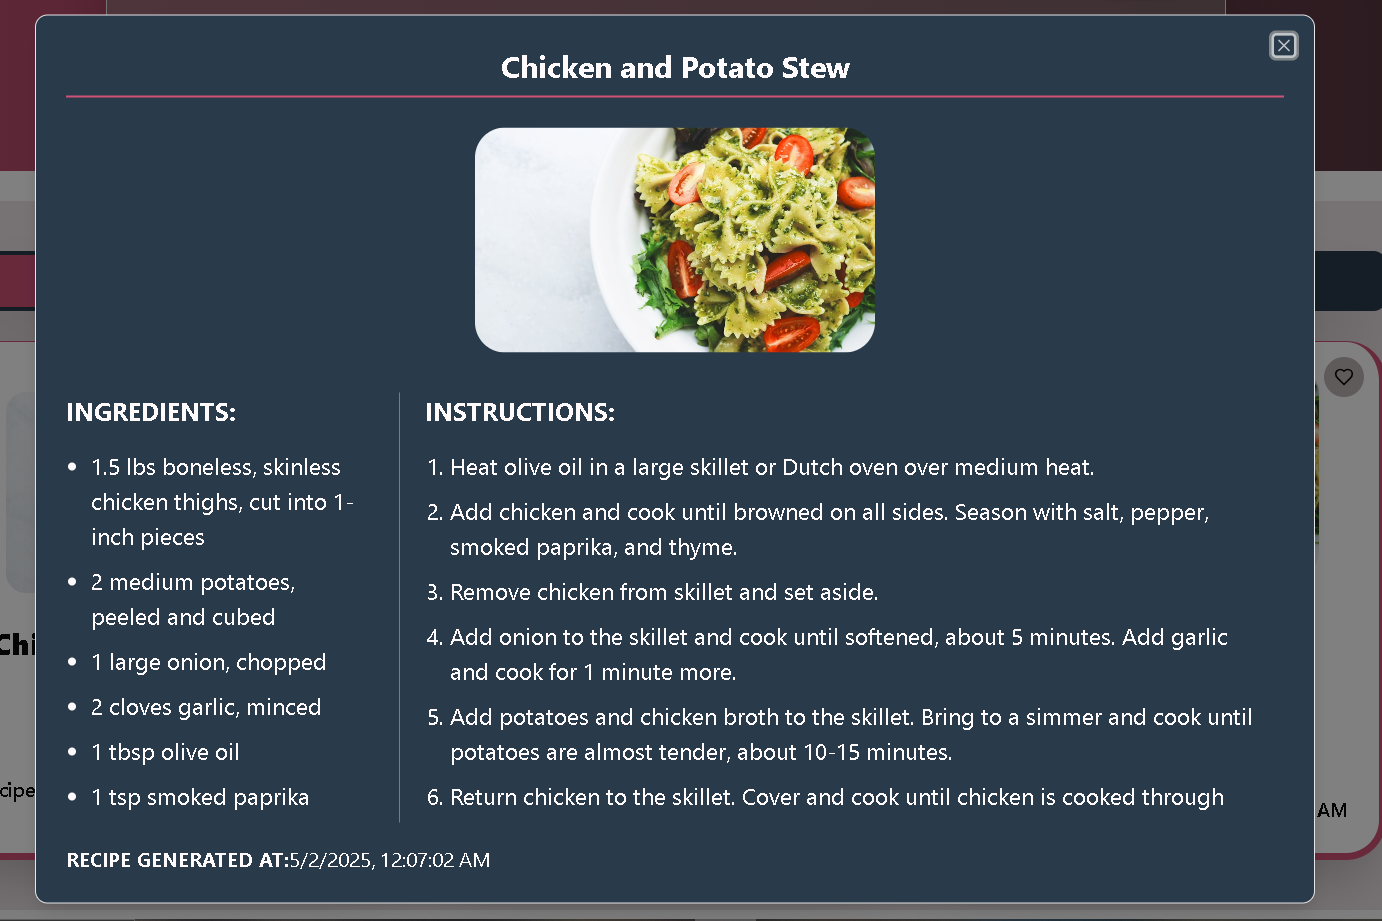 Chicken and Potato Stew
INGREDIENTS:
• 1.5 lbs boneless, skinless
chicken thighs, cut into 1-
inch pieces
• 2 medium potatoes,
peeled and cubed
• 1 large onion, chopped
• 2 cloves garlic, minced
• 1 tbsp olive oil
• 1 tsp smoked paprika
INSTRUCTIONS:
1. Heat olive oil in a large skillet or Dutch oven over medium heat.
2. Add chicken and cook until browned on all sides. Season with salt, pepper,
smoked paprika, and thyme.
3. Remove chicken from skillet and set aside.
4. Add onion to the skillet and cook until softened, about 5 minutes. Add garlic
and cook for 1 minute more.
5. Add potatoes and chicken broth to the skillet. Bring to a simmer and cook until
potatoes are almost tender, about 10-15 minutes.
6. Return chicken to the skillet. Cover and cook until chicken is cooked through
RECIPE GENERATED AT:5/2/2025, 12:07:02 AM
Chi
cipe
AM